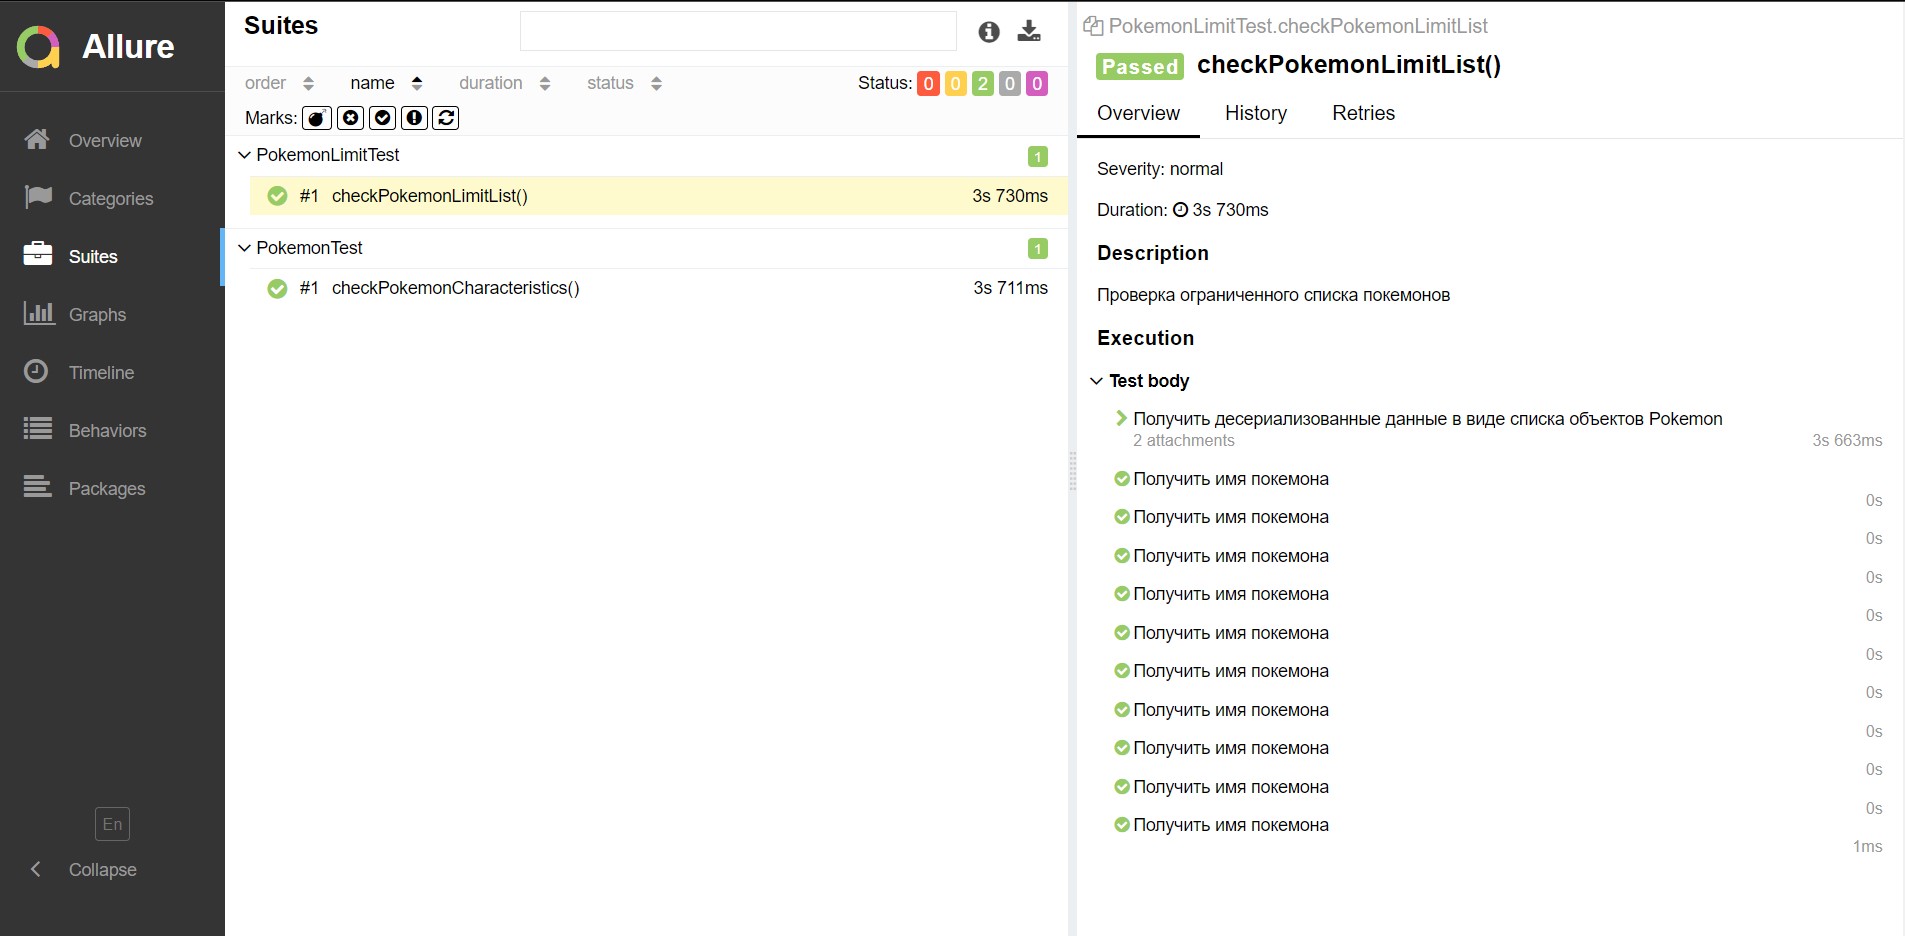 Allure
Overview
Categories
Suites
Graphs
Timeline
Behaviors
Packages
En
Collapse
Suites
order name duration status Status: 0 0 2 0 0
Marks:
PokemonLimitTest 1
#1 checkPokemonLimitList() 3s 730ms
PokemonTest 1
#1 checkPokemonCharacteristics() 3s 711ms
PokemonLimitTest.checkPokemonLimitList
Passed checkPokemonLimitList()
Overview History Retries
Severity: normal
Duration: 3s 730ms
Description
Проверка ограниченного списка покемонов
Execution
Test body
Получить десериализованные данные в виде списка объектов Pokemon
2 attachments 3s 663ms
Получить имя покемона
0s
Получить имя покемона
0s
Получить имя покемона
0s
Получить имя покемона
0s
Получить имя покемона
0s
Получить имя покемона
0s
Получить имя покемона
0s
Получить имя покемона
0s
Получить имя покемона
0s
Получить имя покемона
1ms